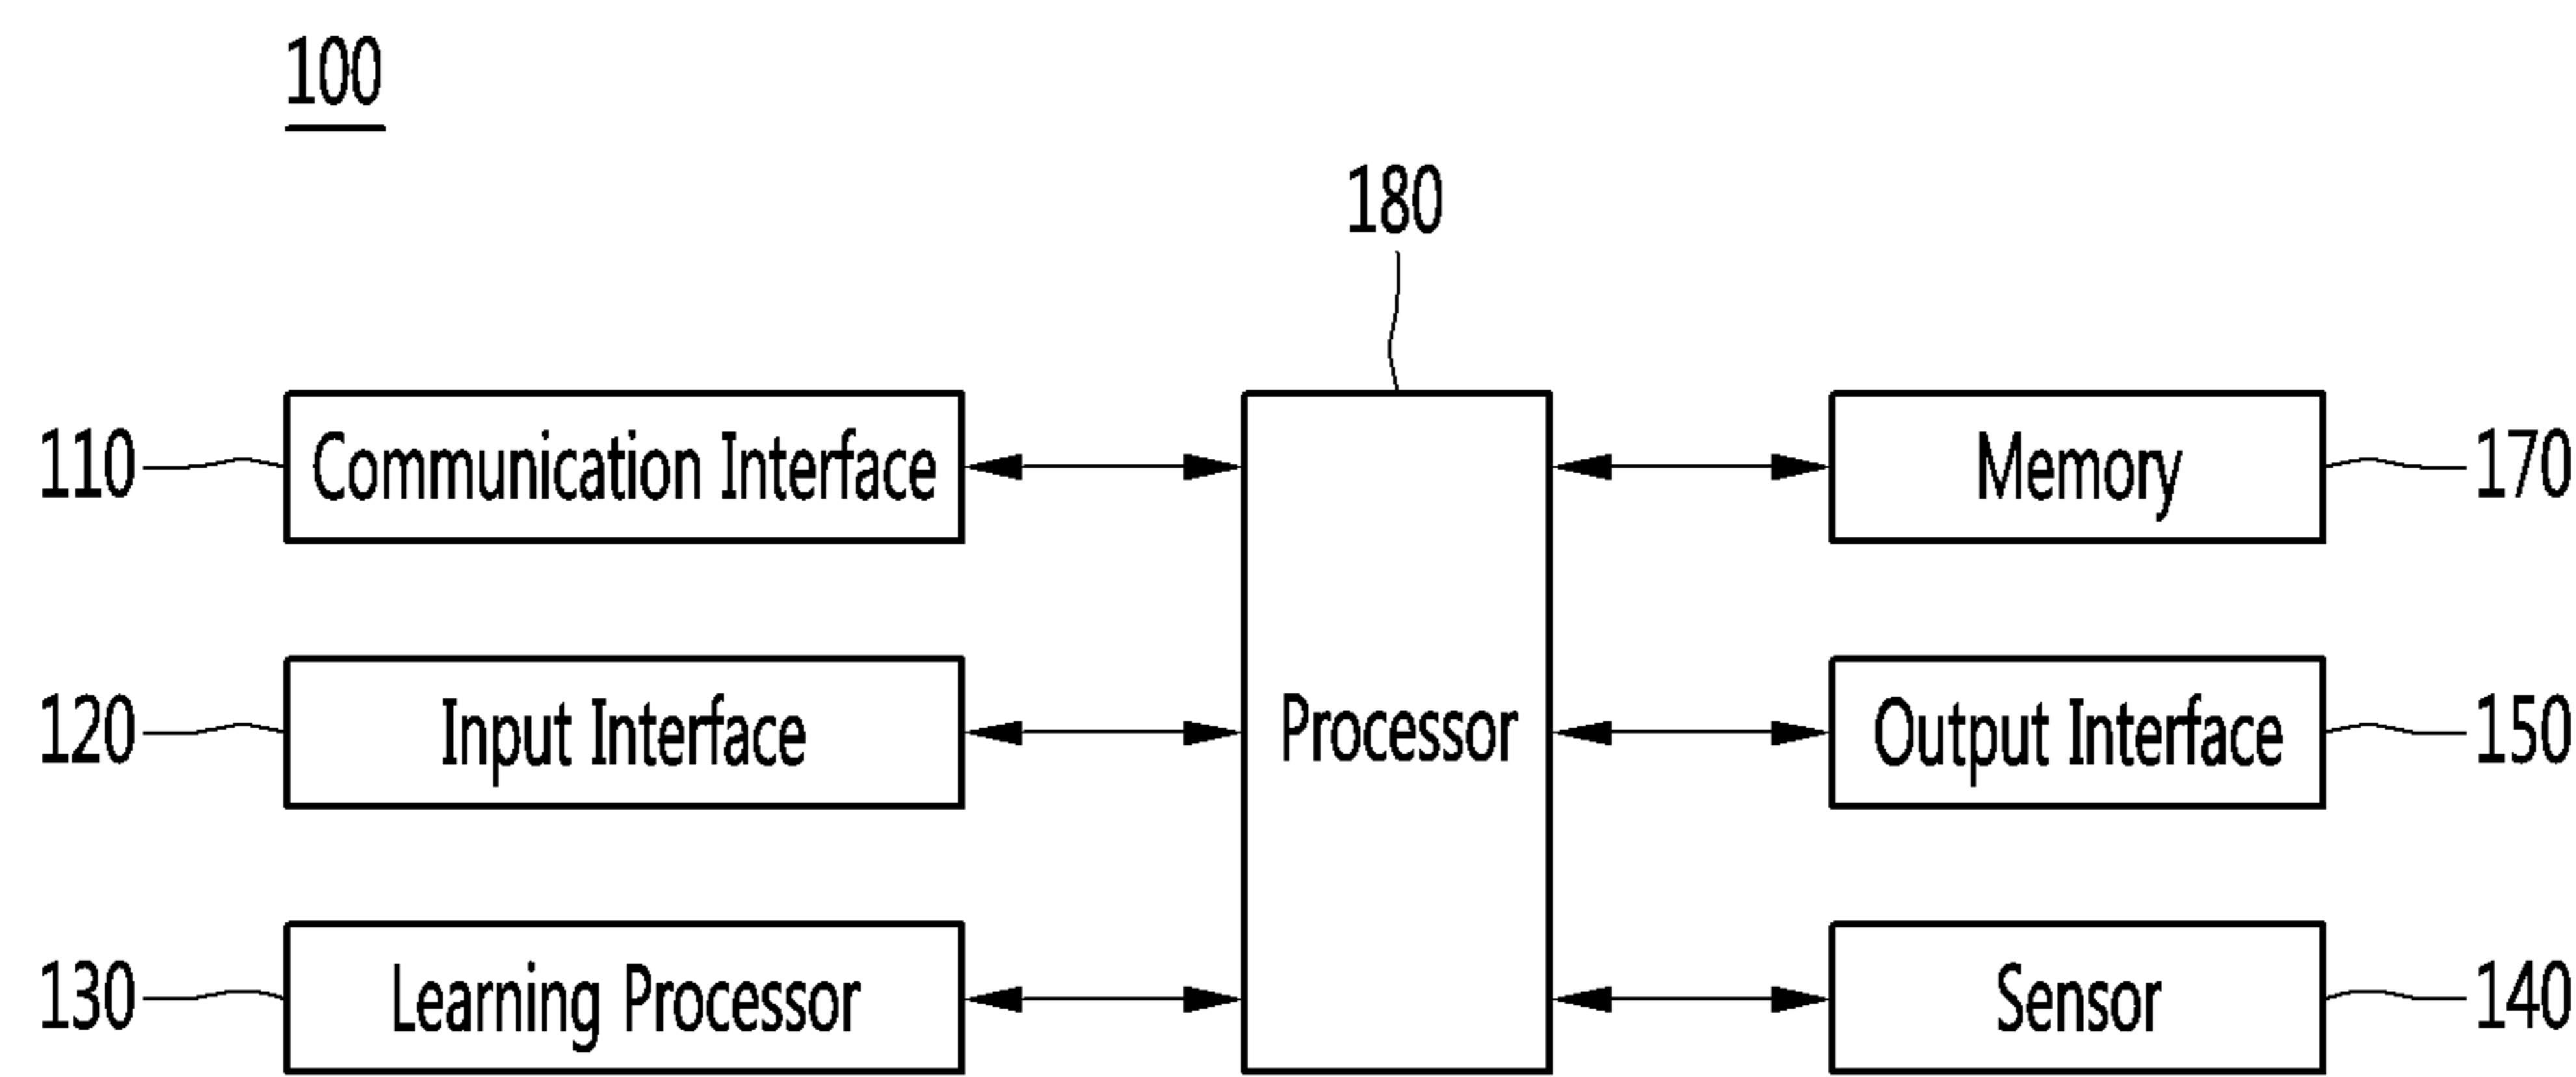 100
180
110 Communication Interface Memory 170
120 Input Interface Processor Output Interface 150
130 Learning Processor Sensor 140